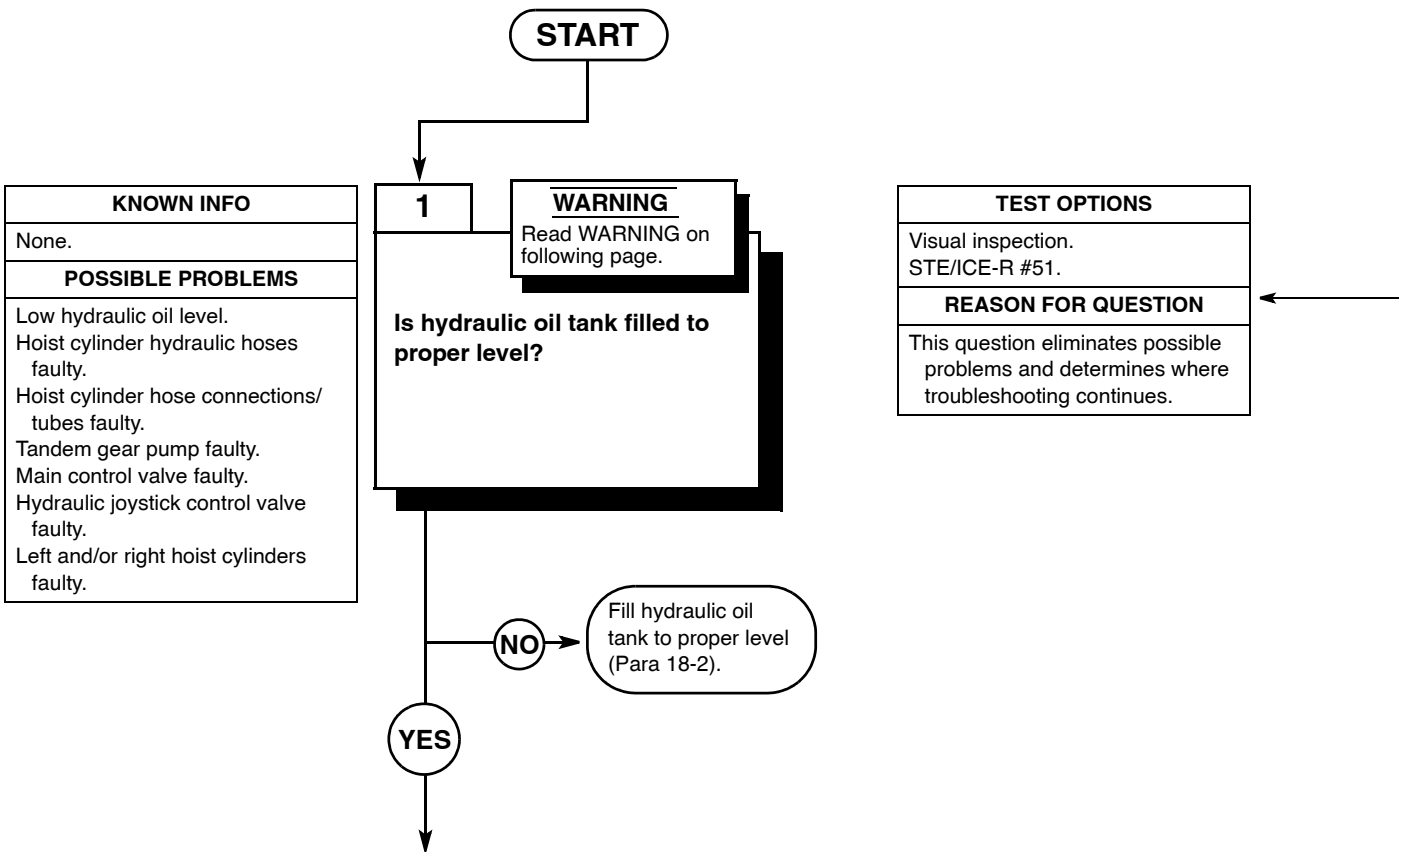 START
KNOWN INFO
None.
POSSIBLE PROBLEMS
Low hydraulic oil level.
Hoist cylinder hydraulic hoses
faulty.
Hoist cylinder hose connections/
tubes faulty.
Tandem gear pump faulty.
Main control valve faulty.
Hydraulic joystick control valve
faulty.
Left and/or right hoist cylinders
faulty.
1
WARNING
Read WARNING on
following page.
Is hydraulic oil tank filled to
proper level?
TEST OPTIONS
Visual inspection.
STE/ICE-R #51.
REASON FOR QUESTION
This question eliminates possible
problems and determines where
troubleshooting continues.
NO
Fill hydraulic oil
tank to proper level
(Para 18-2).
YES